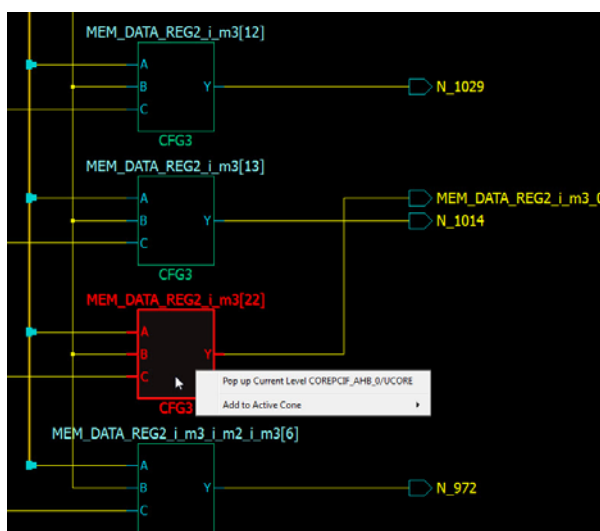 MEM_DATA_REG2_i_m3[12]
A
B
Y
N_1029
C
CFG3
MEM_DATA_REG2_i_m3[13]
A
MEM_DATA_REG2_i_m3_0
B
Y
N_1014
C
CFG3
MEM_DATA_REG2_i_m3[22]
A
B
Y
C
Pop up Current Level COREPCIF_AHB_0/UCORE
CFG3
Add to Active Cone
MEM_DATA_REG2_i_m3_i_m2_i_m3[6]
A
B
Y
N_972
C